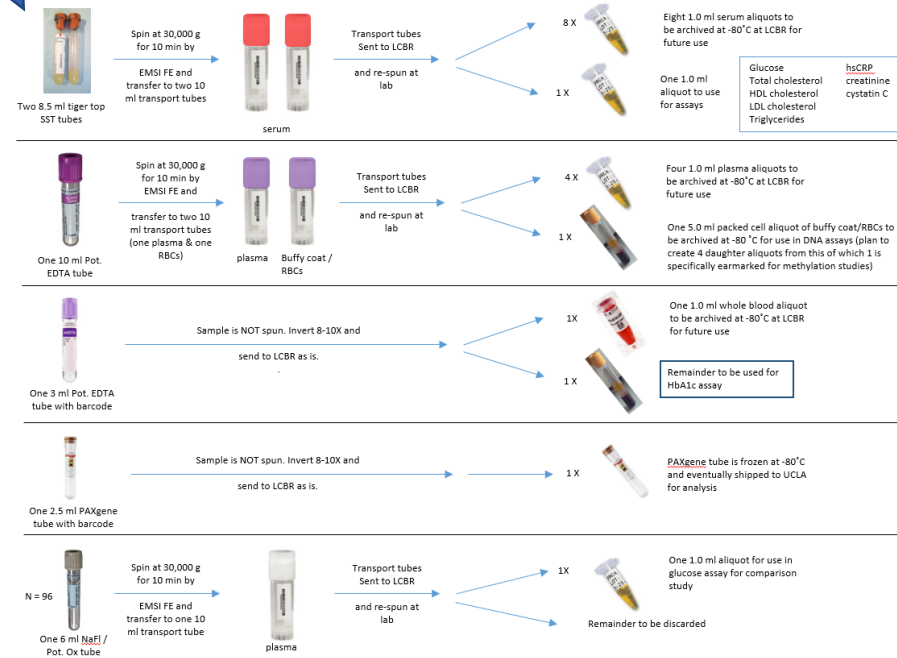 Spin at 30,000 g
for 10 min by
EMSI FE and
transfer to two 10
ml transport tubes
Two 8.5 ml tiger top
SST tubes
serum
Transport tubes
Sent to LCBR
and re-spun at
lab
8 X
Eight 1.0 ml serum aliquots to
be archived at -80˚C at LCBR for
future use
1 X
One 1.0 ml
aliquot to use
for assays
Glucose
Total cholesterol
HDL cholesterol
LDL cholesterol
Triglycerides
hsCRP
creatinine
cystatin C
Spin at 30,000 g
for 10 min by
EMSI FE and
transfer to two 10
ml transport tubes
(one plasma & one
RBCs)
One 10 ml Pot.
EDTA tube
plasma
Buffy coat /
RBCs
Transport tubes
Sent to LCBR
and re-spun at
lab
4 X
Four 1.0 ml plasma aliquots to
be archived at -80˚C at LCBR for
future use
1 X
One 5.0 ml packed cell aliquot of buffy coat/RBCs to
be archived at -80 ˚C for use in DNA assays (plan to
create 4 daughter aliquots from this of which 1 is
specifically earmarked for methylation studies)
One 3 ml Pot. EDTA
tube with barcode
Sample is NOT spun. Invert 8-10X and
send to LCBR as is.
.
1X
One 1.0 ml whole blood aliquot
to be archived at -80˚C at LCBR
for future use
1 X
Remainder to be used for
HbA1c assay
One 2.5 ml PAXgene
tube with barcode
Sample is NOT spun. Invert 8-10X and
send to LCBR as is.
1 X
PAXgene tube is frozen at -80˚C
and eventually shipped to UCLA
for analysis
N = 96
One 6 ml NaFl /
Pot. Ox tube
Spin at 30,000 g
for 10 min by
EMSI FE and
transfer to one 10
ml transport tube
plasma
Transport tubes
Sent to LCBR
and re-spun at
lab
1X
One 1.0 ml aliquot for use in
glucose assay for comparison
study
Remainder to be discarded